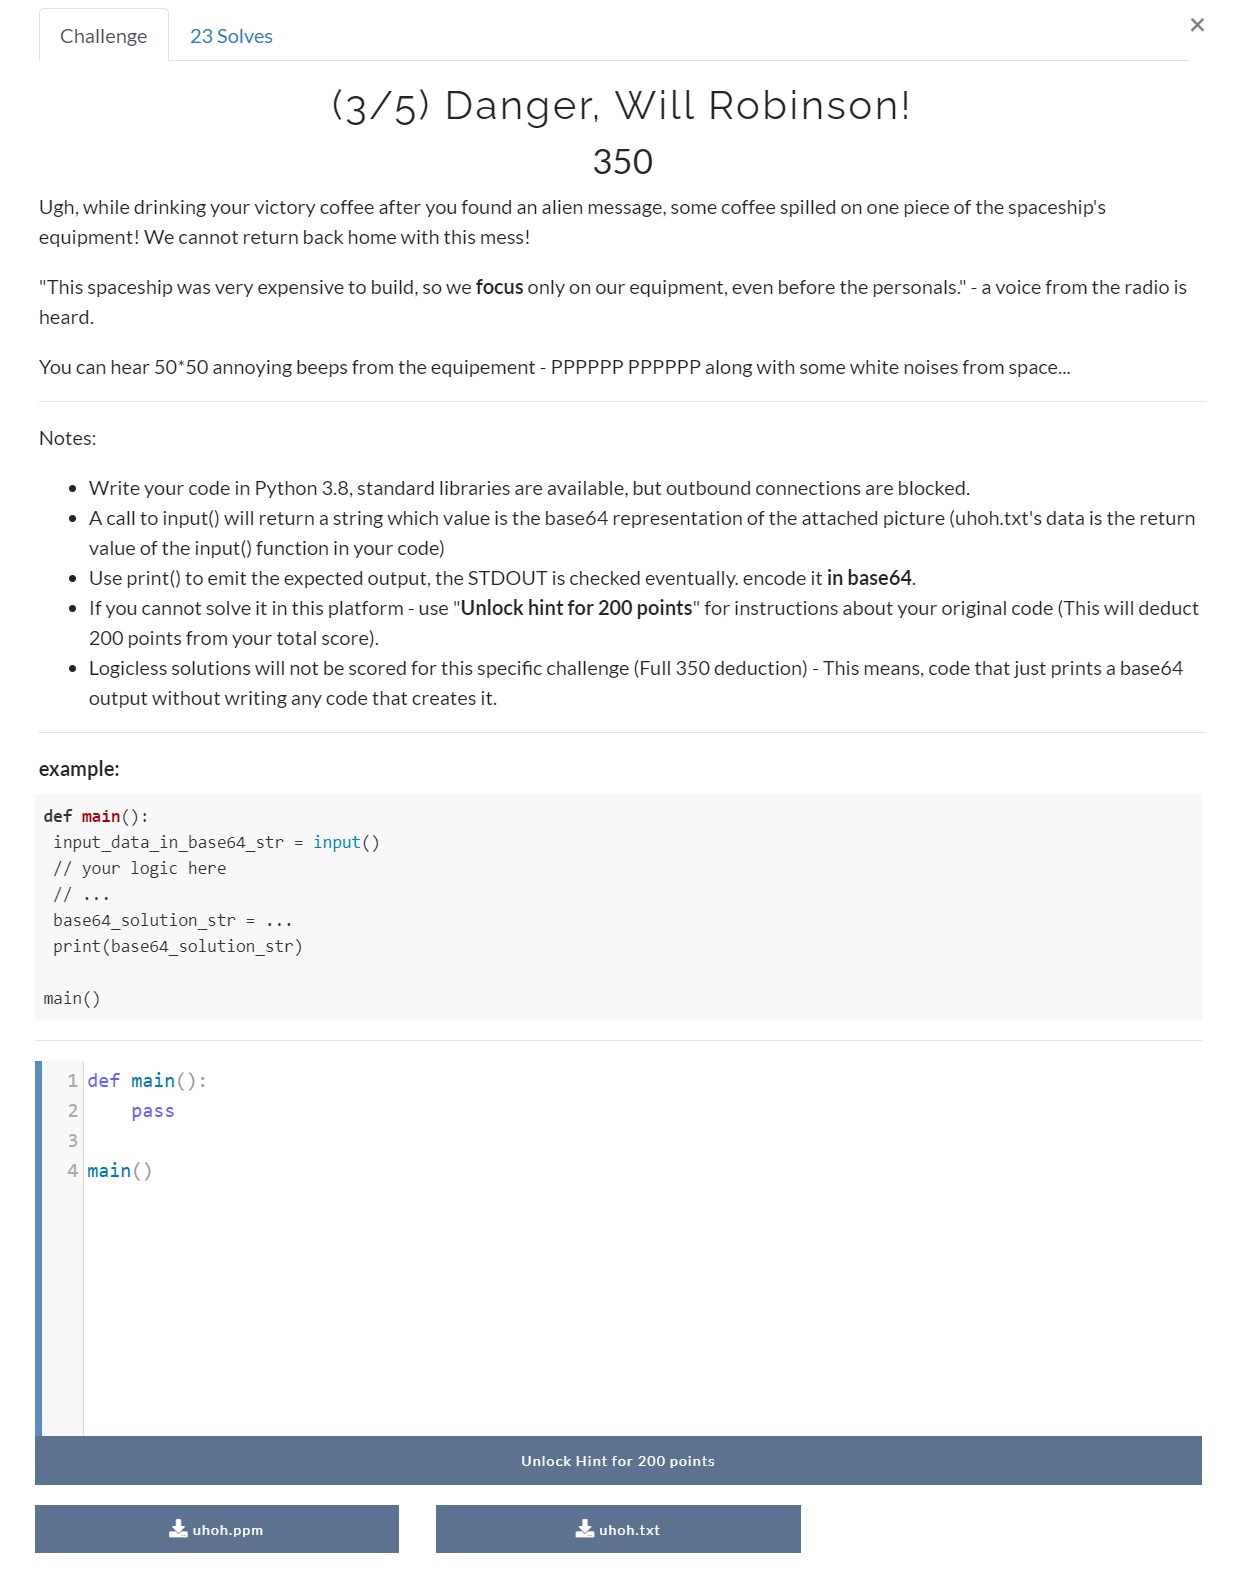 Challenge
23 Solves
×
(3/5) Danger, Will Robinson!
350
Ugh, while drinking your victory coffee after you found an alien message, some coffee spilled on one piece of the spaceship's
equipment! We cannot return back home with this mess!
"This spaceship was very expensive to build, so we focus only on our equipment, even before the personals." - a voice from the radio is
heard.
You can hear 50*50 annoying beeps from the equipement - PPPPPP PPPPPP along with some white noises from space...
Notes:
• Write your code in Python 3.8, standard libraries are available, but outbound connections are blocked.
• A call to input() will return a string which value is the base64 representation of the attached picture (uhoh.txt's data is the return
value of the input() function in your code)
• Use print() to emit the expected output, the STDOUT is checked eventually. encode it in base64.
• If you cannot solve it in this platform - use "Unlock hint for 200 points" for instructions about your original code (This will deduct
200 points from your total score).
• Logicless solutions will not be scored for this specific challenge (Full 350 deduction) - This means, code that just prints a base64
output without writing any code that creates it.
example:
def main():
 input_data_in_base64_str = input()
 // your logic here
 // ...
 base64_solution_str = ...
 print(base64_solution_str)
main()
1 def main():
2     pass
3
4 main()
Unlock Hint for 200 points
uhoh.ppm
uhoh.txt